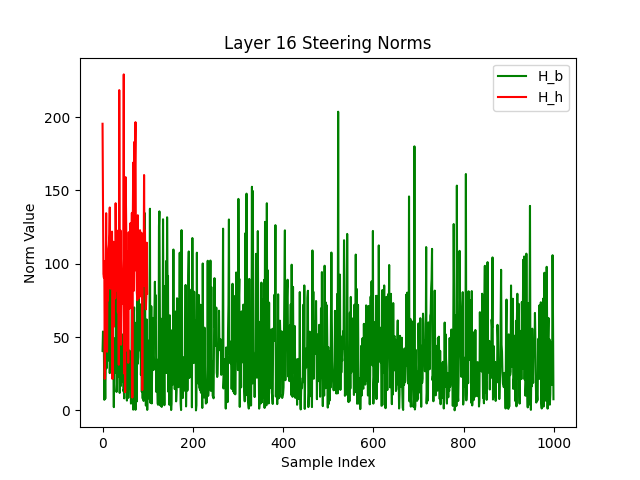 Layer 16 Steering Norms
H_b
H_h
Norm Value
200
150
100
50
0
0 200 400 600 800 1000
Sample Index